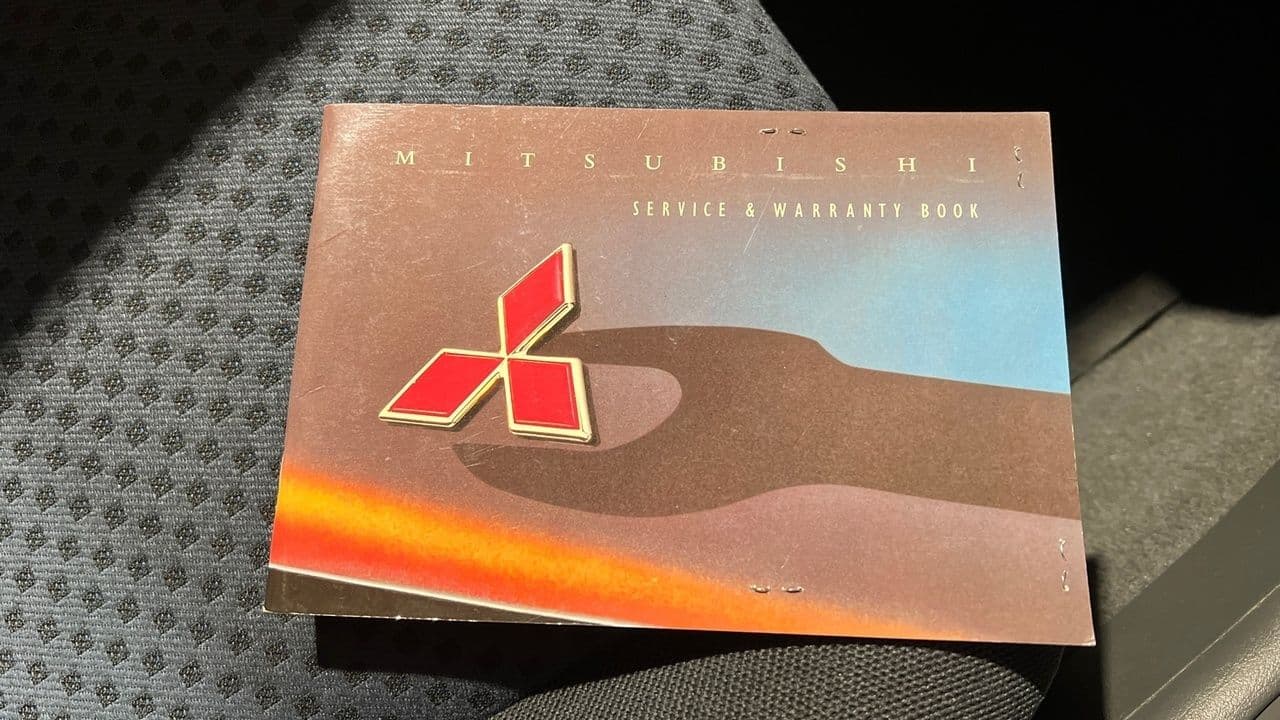 MITSUBISHI
SERVICE & WARRANTY BOOK